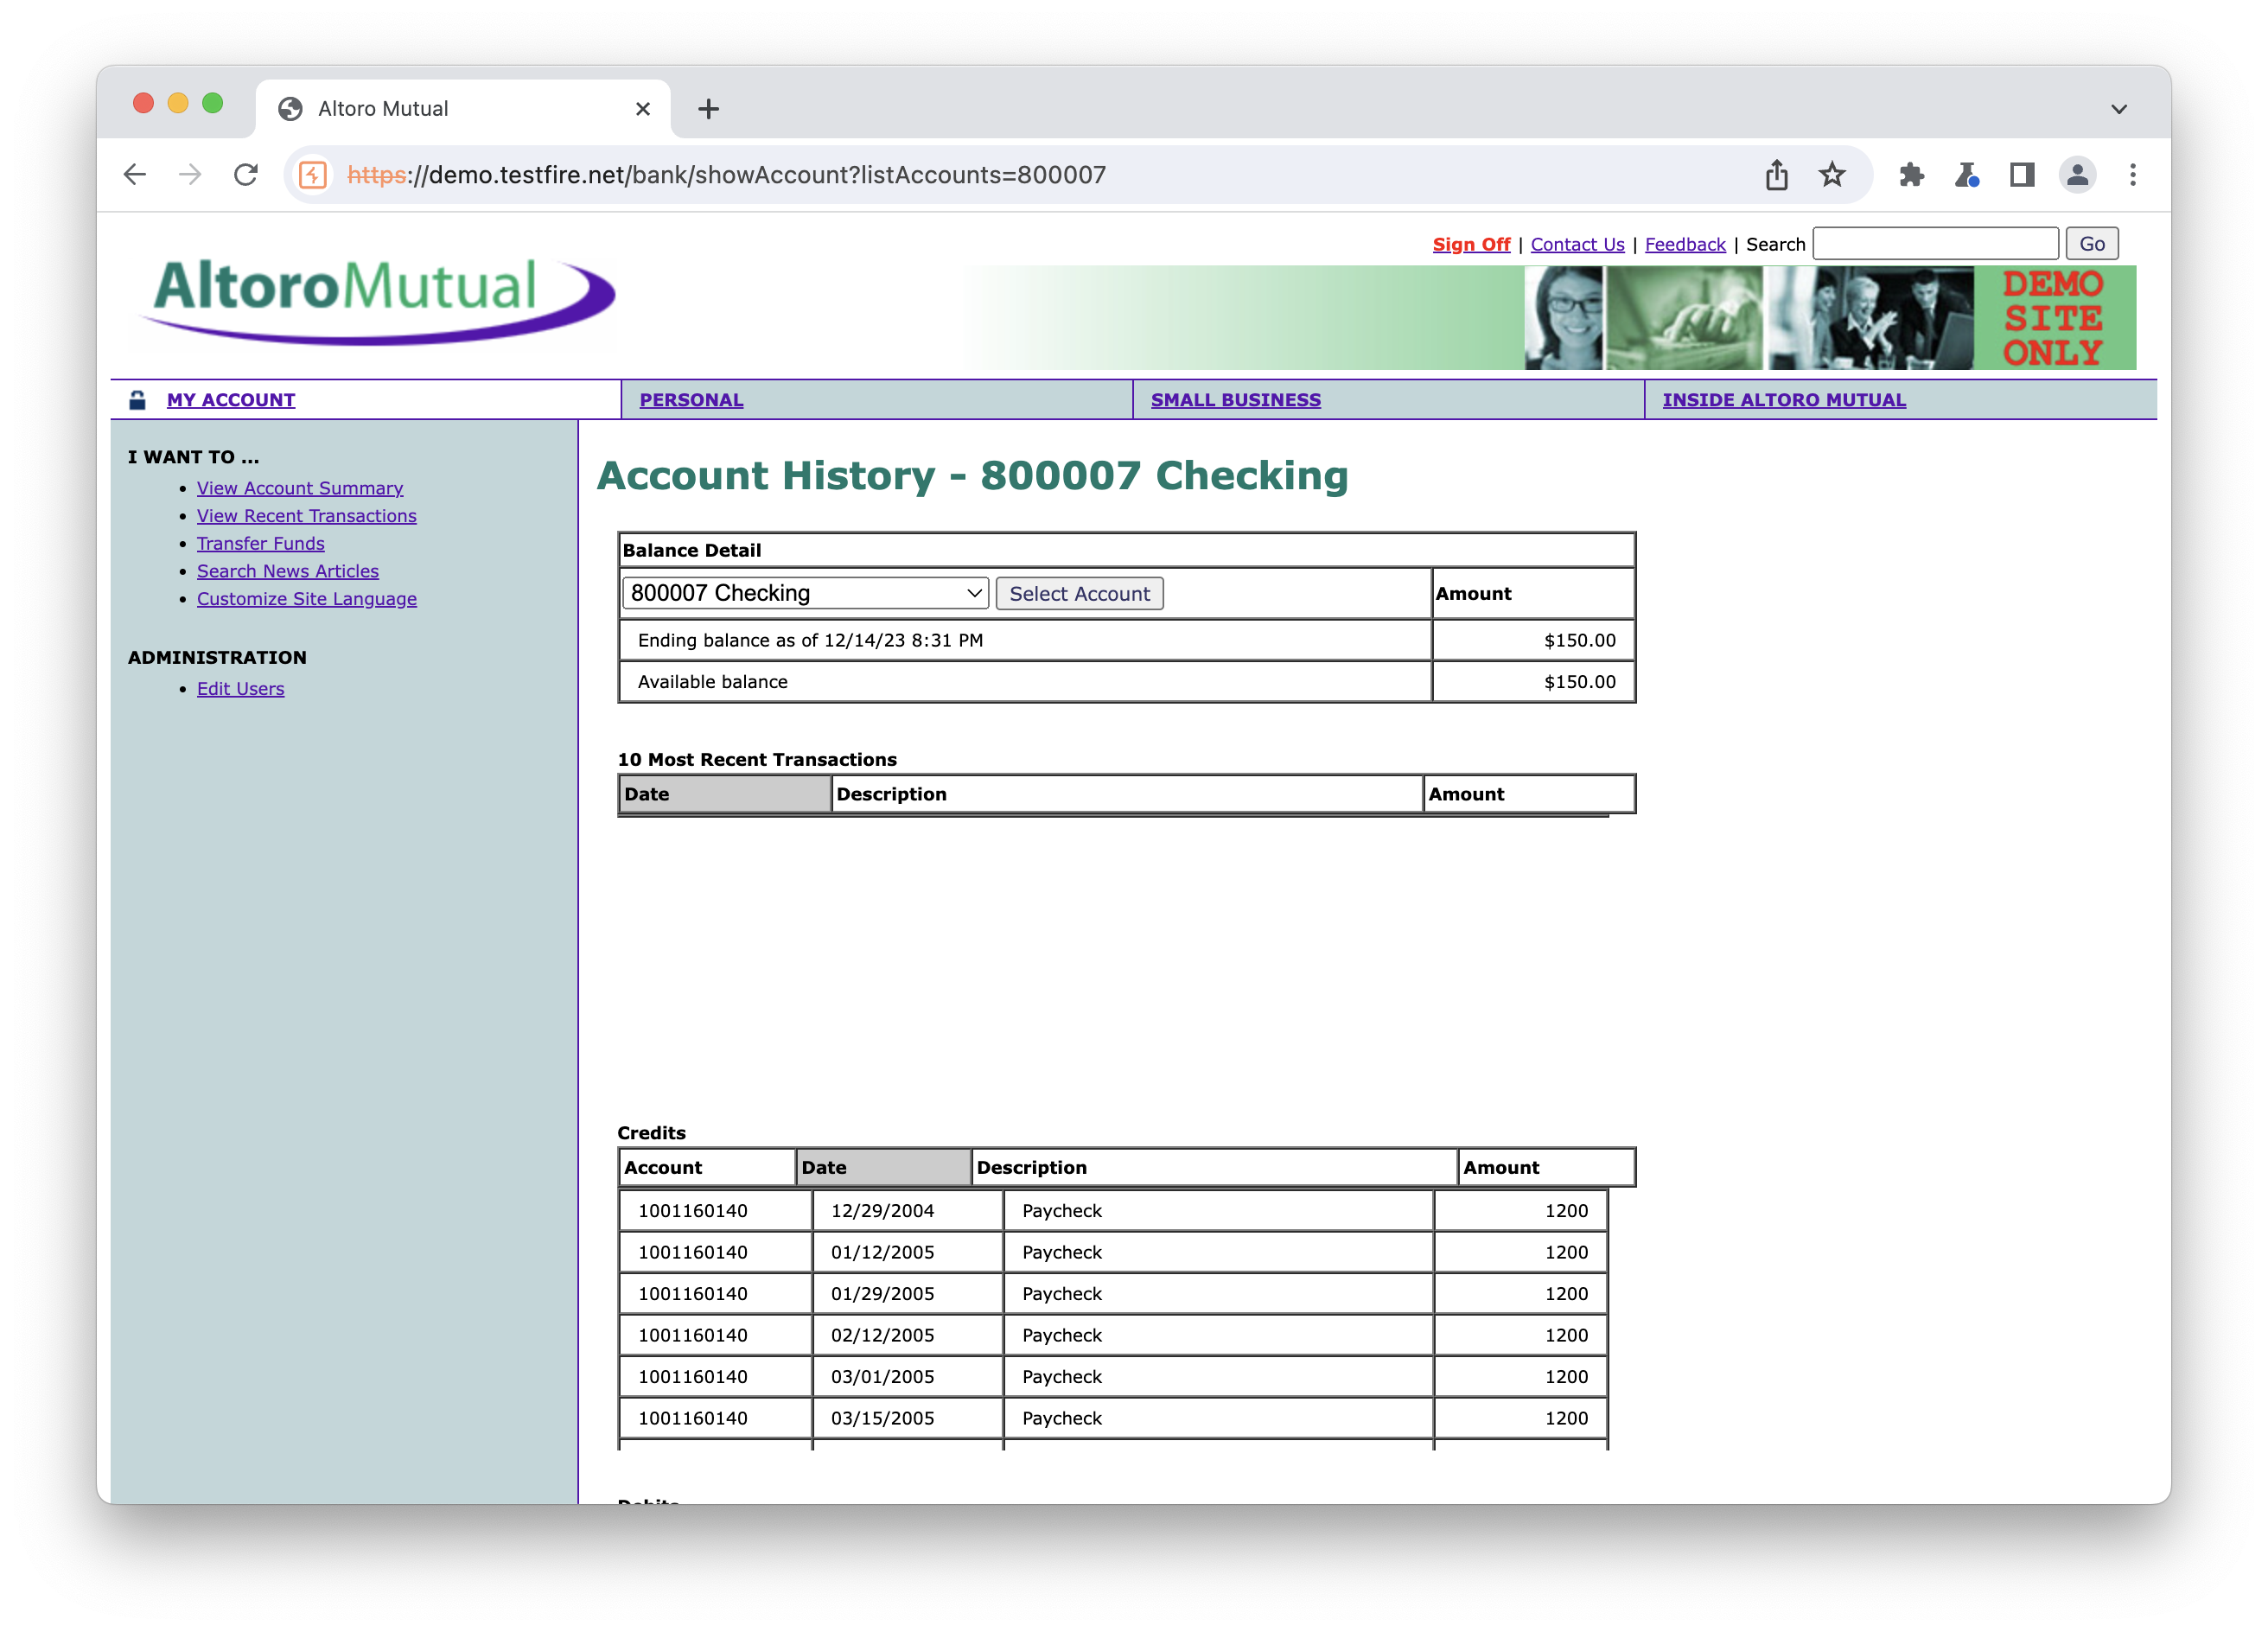 Altoro Mutual
https://demo.testfire.net/bank/showAccount?listAccounts=800007
Sign Off | Contact Us | Feedback | Search Go
AltoroMutual
DEMO
SITE
ONLY
MY ACCOUNT PERSONAL SMALL BUSINESS INSIDE ALTORO MUTUAL
I WANT TO ...
• View Account Summary
• View Recent Transactions
• Transfer Funds
• Search News Articles
• Customize Site Language
ADMINISTRATION
• Edit Users
Account History - 800007 Checking
Balance Detail
800007 Checking Select Account Amount
Ending balance as of 12/14/23 8:31 PM $150.00
Available balance $150.00
10 Most Recent Transactions
Date Description Amount
Credits
Account Date Description Amount
1001160140 12/29/2004 Paycheck 1200
1001160140 01/12/2005 Paycheck 1200
1001160140 01/29/2005 Paycheck 1200
1001160140 02/12/2005 Paycheck 1200
1001160140 03/01/2005 Paycheck 1200
1001160140 03/15/2005 Paycheck 1200